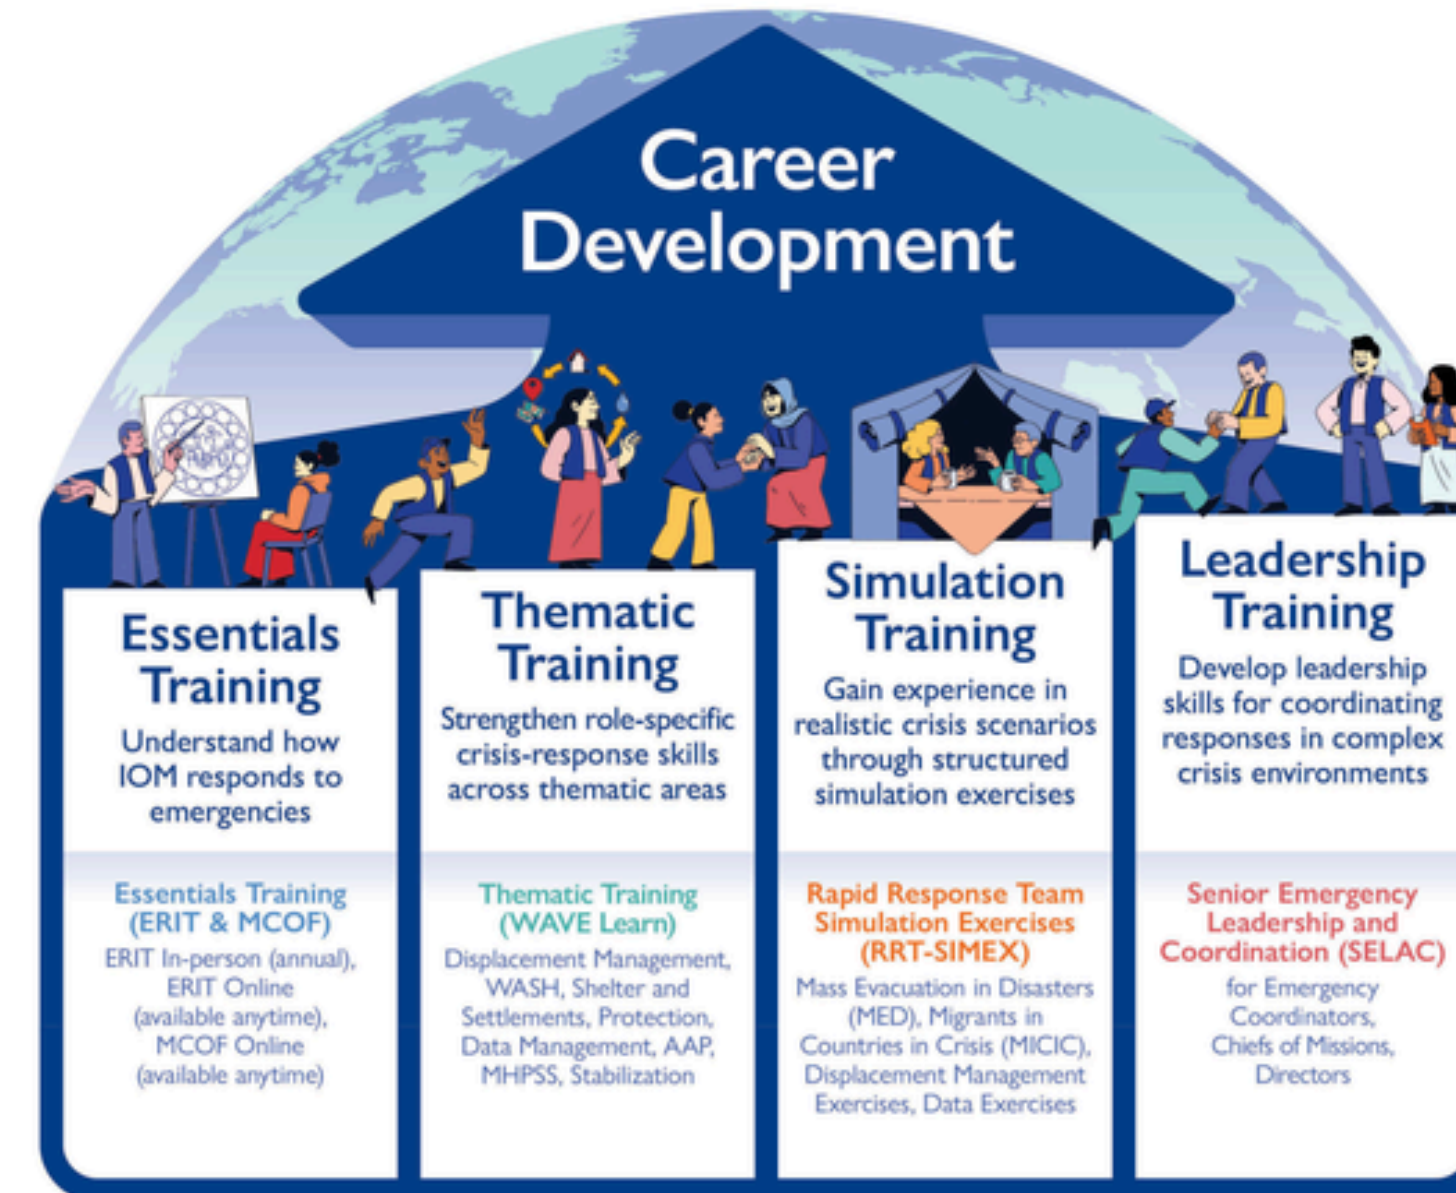 Career
Development
Essentials
Training
Understand how
IOM responds to
emergencies
Essentials Training
(ERIT & MCOF)
ERIT In-person (annual),
ERIT Online
(available anytime),
MCOF Online
(available anytime)
Thematic
Training
Strengthen role-specific
crisis-response skills
across thematic areas
Thematic Training
(WAVE Learn)
Displacement Management,
WASH, Shelter and
Settlements, Protection,
Data Management, AAP,
MHPSS, Stabilization
Simulation
Training
Gain experience in
realistic crisis scenarios
through structured
simulation exercises
Rapid Response Team
Simulation Exercises
(RRT-SIMEX)
Mass Evacuation in Disasters
(MED), Migrants in
Countries in Crisis (MICIC),
Displacement Management
Exercises, Data Exercises
Leadership
Training
Develop leadership
skills for coordinating
responses in complex
crisis environments
Senior Emergency
Leadership and
Coordination (SELAC)
for Emergency
Coordinators,
Chiefs of Missions,
Directors